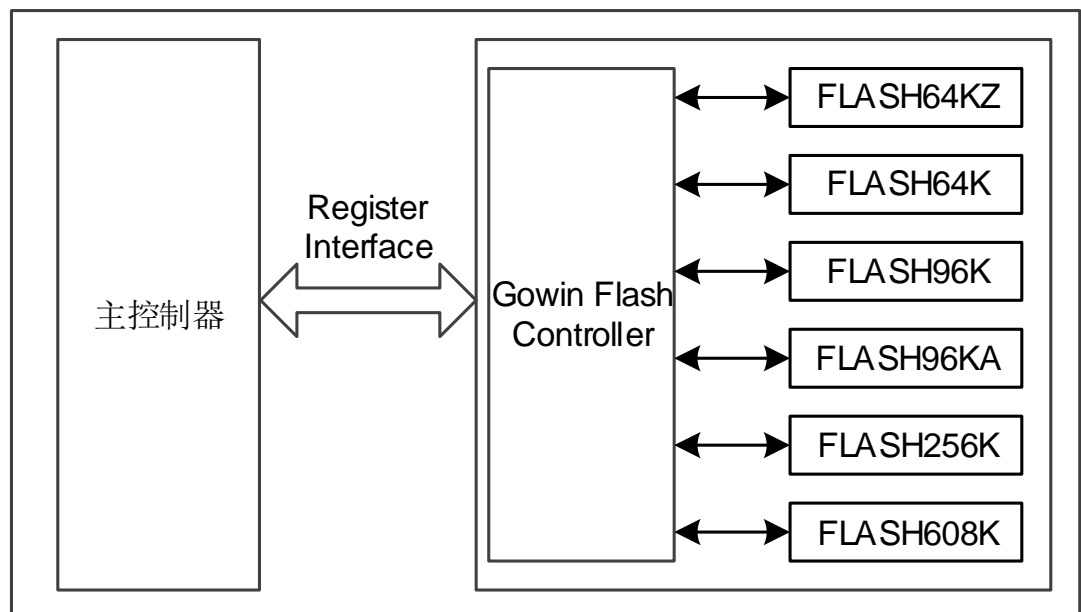 主控制器
Register
Interface
Gowin Flash
Controller
FLASH64KZ
FLASH64K
FLASH96K
FLASH96KA
FLASH256K
FLASH608K